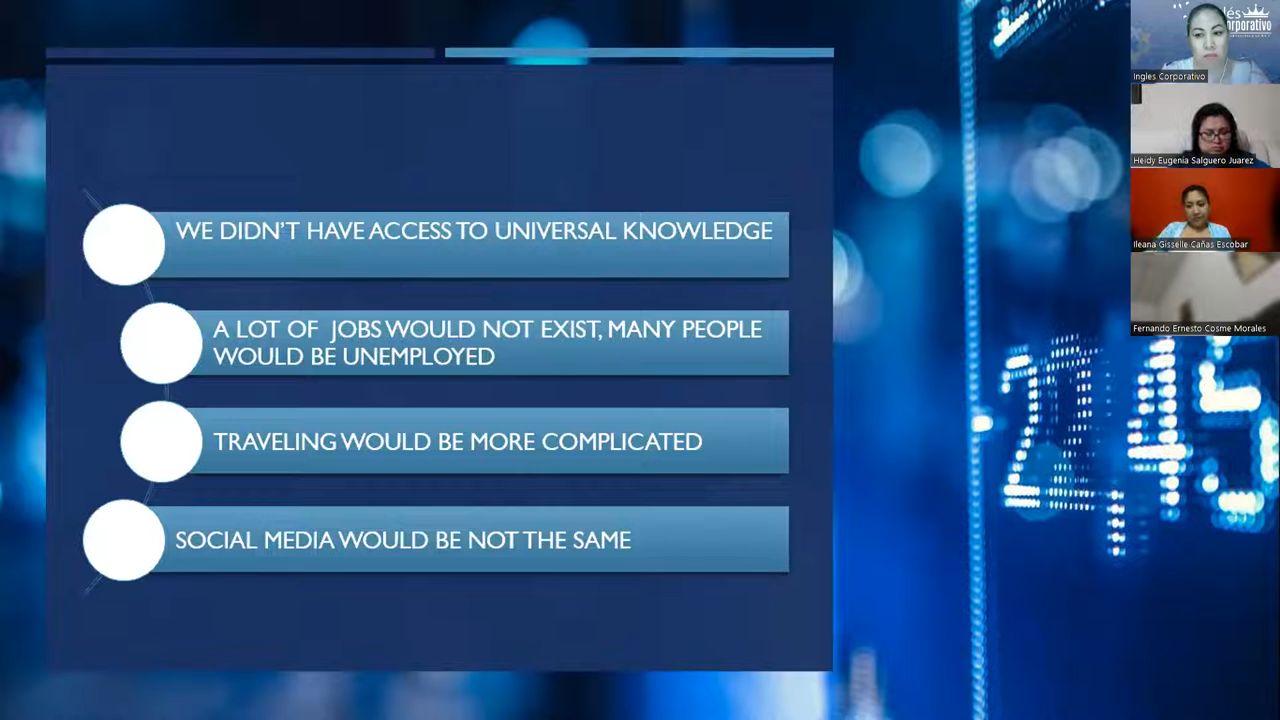 WE DIDN'T HAVE ACCESS TO UNIVERSAL KNOWLEDGE
A LOT OF JOBS WOULD NOT EXIST, MANY PEOPLE
WOULD BE UNEMPLOYED
TRAVELING WOULD BE MORE COMPLICATED
SOCIAL MEDIA WOULD BE NOT THE SAME
Ingles Corporativo
Heidy Eugenia Salguero Juarez
Ileana Gisselle Cañas Escobar
Fernando Ernesto Cosme Morales